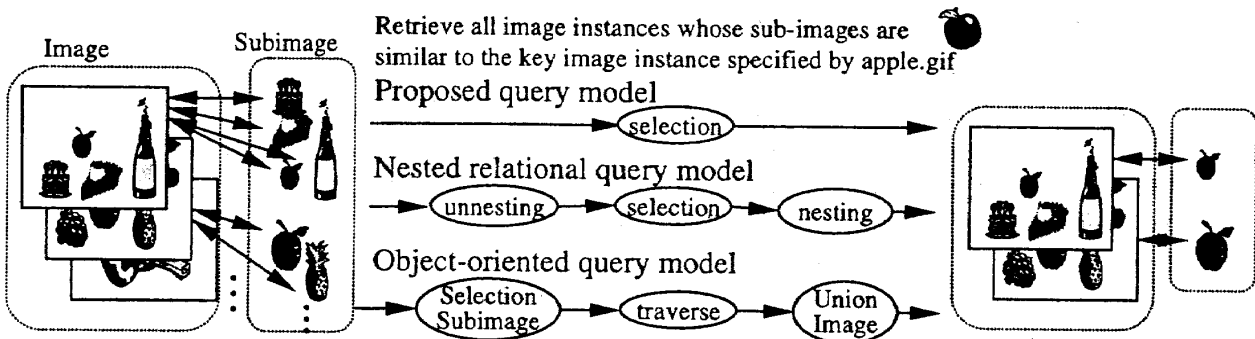 Image
Subimage
Retrieve all image instances whose sub-images are
similar to the key image instance specified by apple.gif
Proposed query model
selection
Nested relational query model
unnesting
selection
nesting
Object-oriented query model
Selection
Subimage
traverse
Union
Image